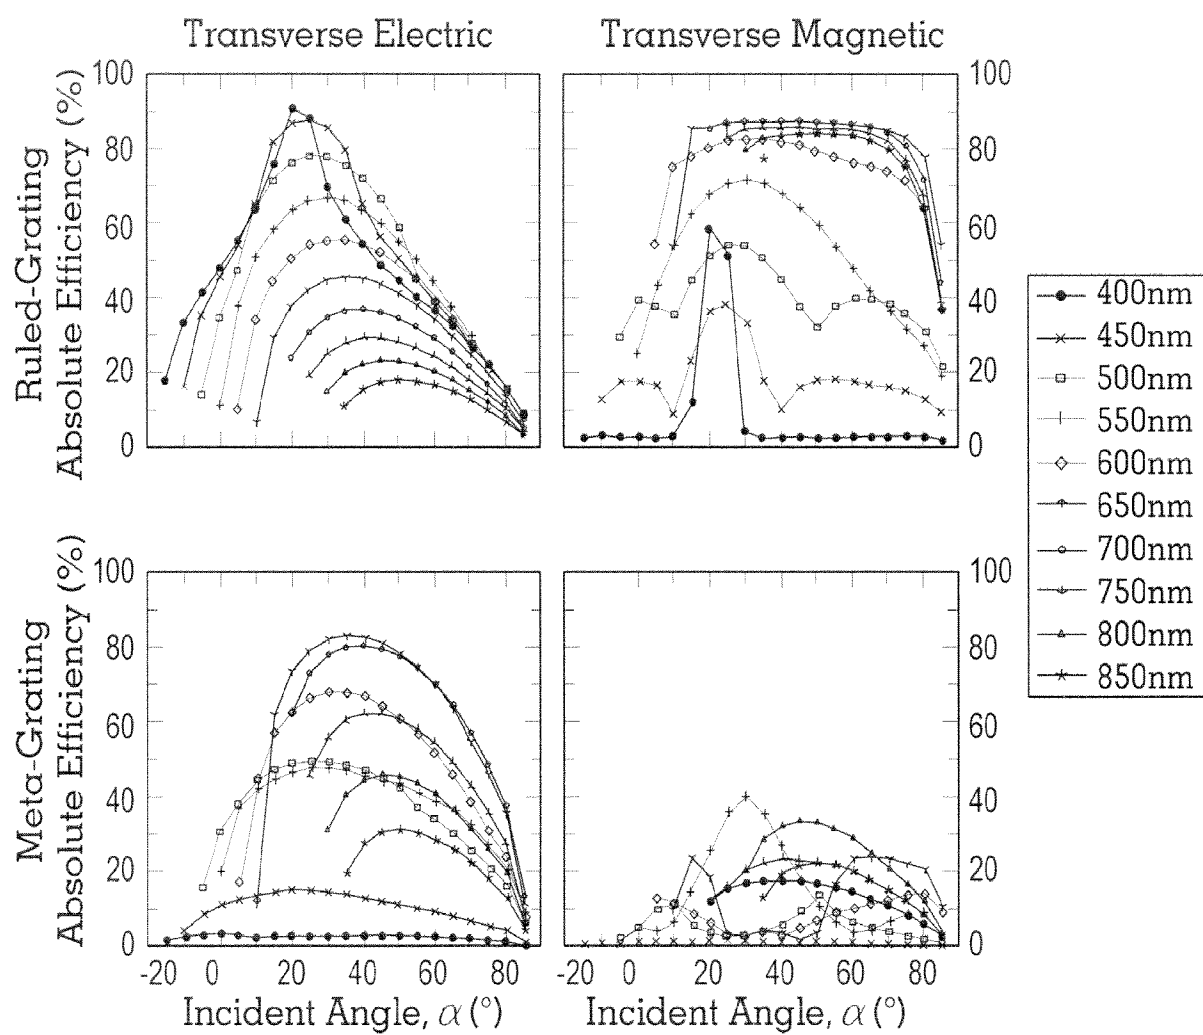 Transverse Electric
Transverse Magnetic
Ruled-Grating
Absolute Efficiency (%)
100
80
60
40
20
0
100
80
60
40
20
0
400nm
450nm
500nm
550nm
600nm
650nm
700nm
750nm
800nm
850nm
Meta-Grating
Absolute Efficiency (%)
100
80
60
40
20
0
100
80
60
40
20
0
-20 0 20 40 60 80
-20 0 20 40 60 80
Incident Angle, α (°)
Incident Angle, α (°)